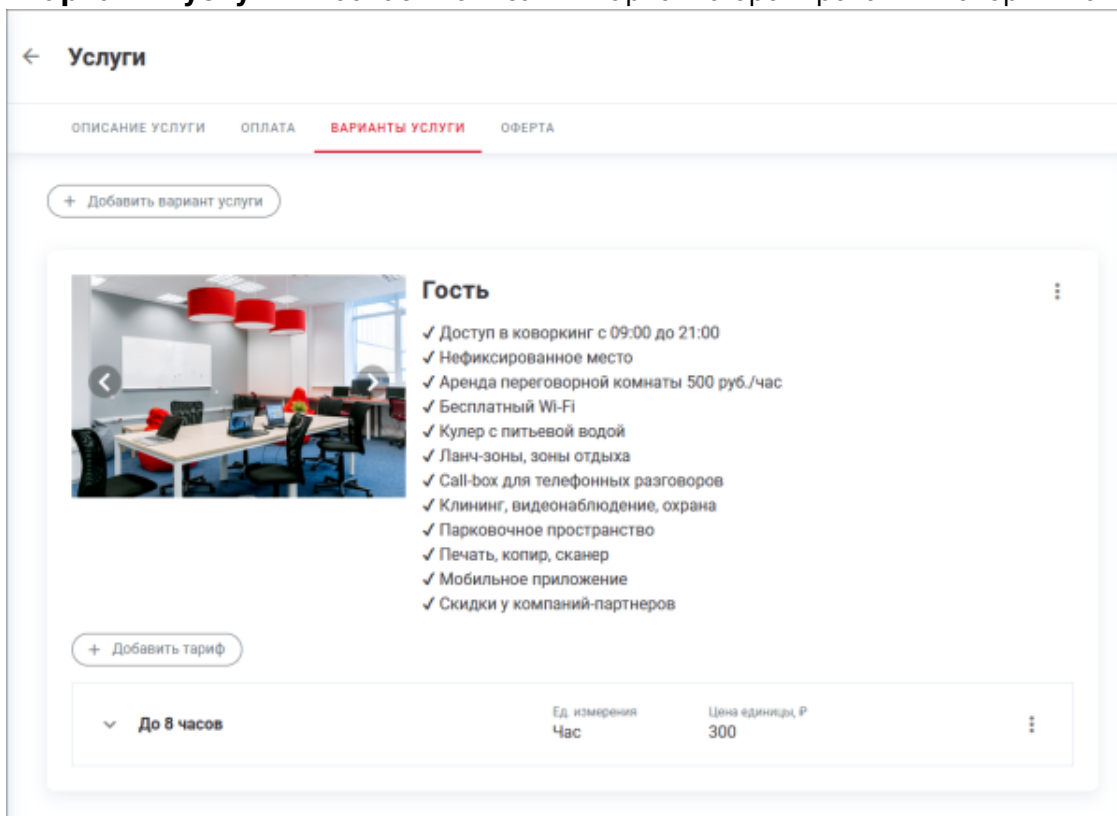 Услуги
ОПИСАНИЕ УСЛУГИ ОПЛАТА ВАРИАНТЫ УСЛУГИ ОФЕРТА
+ Добавить вариант услуги
Гость
✓ Доступ в коворкинг с 09:00 до 21:00
✓ Нефиксированное место
✓ Аренда переговорной комнаты 500 руб./час
✓ Бесплатный Wi-Fi
✓ Кулер с питьевой водой
✓ Ланч-зоны, зоны отдыха
✓ Call-box для телефонных разговоров
✓ Клининг, видеонаблюдение, охрана
✓ Парковочное пространство
✓ Печать, копир, сканер
✓ Мобильное приложение
✓ Скидки у компаний-партнеров
+ Добавить тариф
До 8 часов
Ед. измерения
Час
Цена единицы, ₽
300